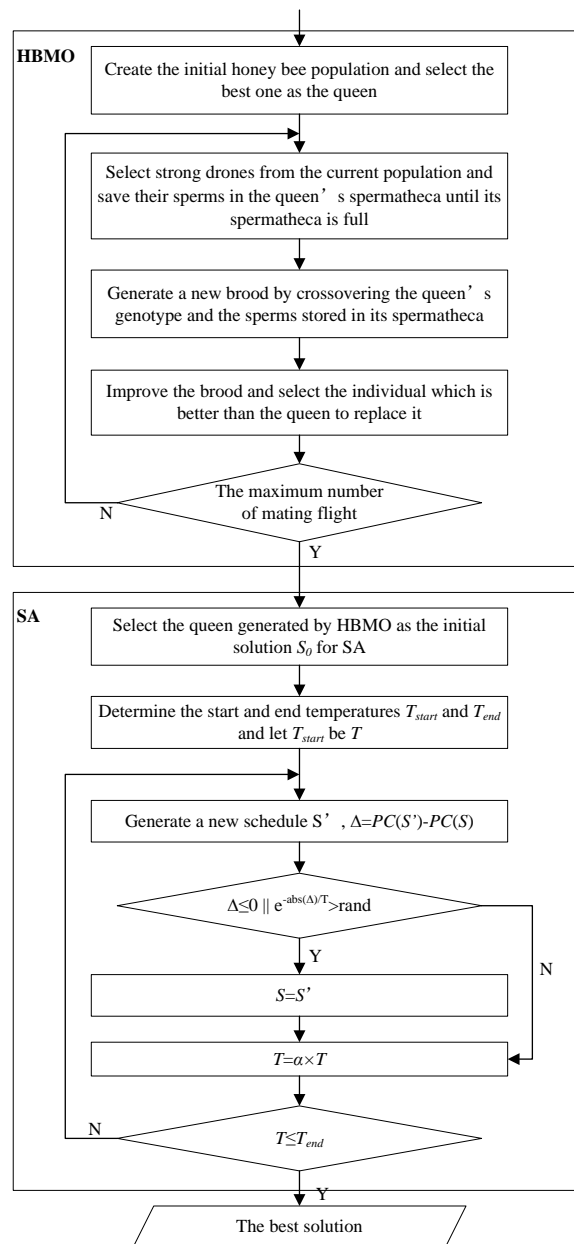 HBMO
Create the initial honey bee population and select the
best one as the queen
Select strong drones from the current population and
save their sperms in the queen’s spermatheca until its
spermatheca is full
Generate a new brood by crossovering the queen’s
genotype and the sperms stored in its spermatheca
Improve the brood and select the individual which is
better than the queen to replace it
The maximum number
of mating flight
N
Y
SA
Select the queen generated by HBMO as the initial
solution S₀ for SA
Determine the start and end temperatures T_start and T_end
and let T_start be T
Generate a new schedule S’, Δ=PC(S’)-PC(S)
Δ≤0 || e^-abs(Δ)/T>rand
Y
N
S=S’
T=α×T
N
T≤T_end
Y
The best solution